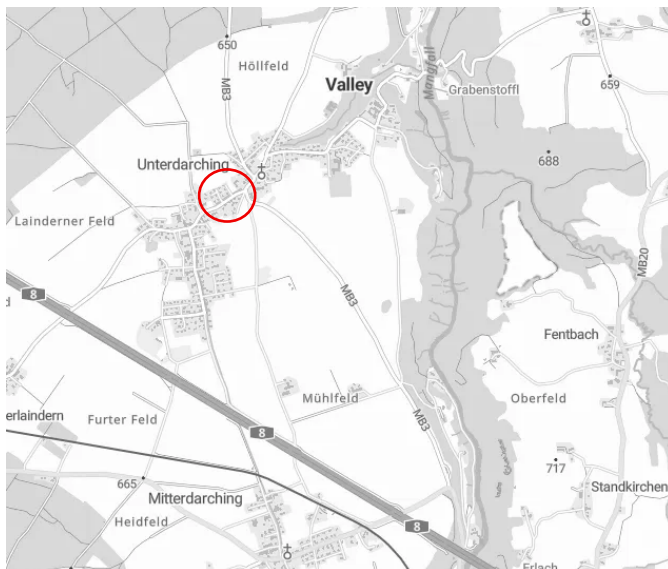 650
MB3
Höllfeld
Valley
Mangfall
Grabenstoffl
659
Unterdarching
688
Lainderner Feld
MB20
8
MB3
d
Fentbach
Mühlfeld
Oberfeld
erlaindern
Furter Feld
MB3
8
717
665
Mitterdarching
Standkirchen
Heidfeld
8
Erlach